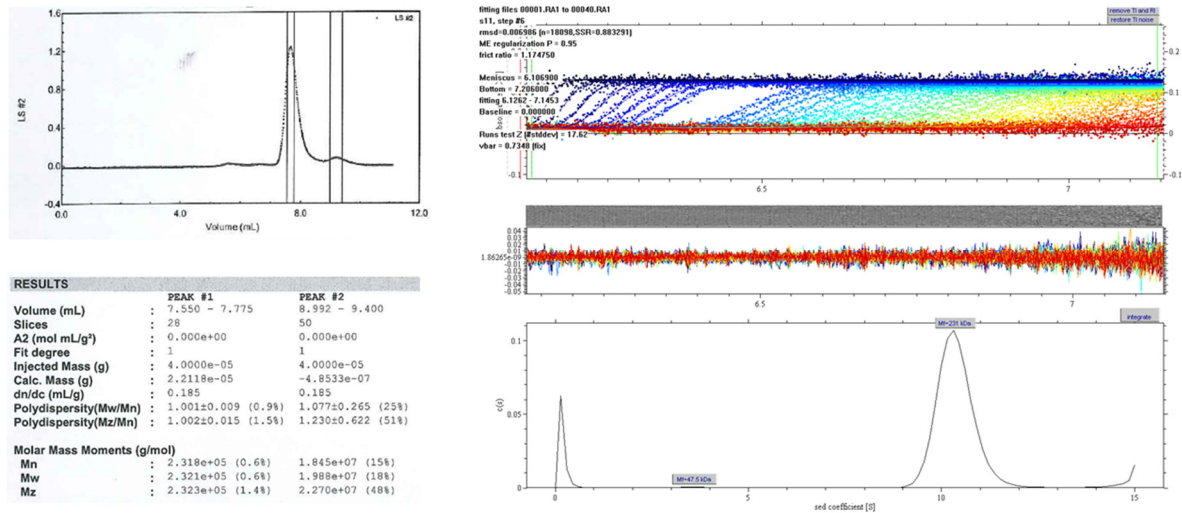 LS #2
1.6
1.2
0.8
0.4
0.0
-0.4
LS #2
0.0 4.0 8.0 12.0
Volume (mL)
RESULTS
PEAK #1 PEAK #2
Volume (mL) : 7.550 - 7.775 8.992 - 9.400
Slices : 28 50
A2 (mol mL/g²) : 0.000e+00 0.000e+00
Fit degree : 1 1
Injected Mass (g) : 4.0000e-05 4.0000e-05
Calc. Mass (g) : 2.2118e-05 -4.8533e-07
dn/dc (mL/g) : 0.185 0.185
Polydispersity(Mw/Mn) : 1.001±0.009 (0.9%) 1.077±0.265 (25%)
Polydispersity(Mz/Mn) : 1.002±0.015 (1.5%) 1.230±0.622 (51%)
Molar Mass Moments (g/mol)
Mn : 2.318e+05 (0.6%) 1.845e+07 (15%)
Mw : 2.321e+05 (0.6%) 1.988e+07 (18%)
Mz : 2.323e+05 (1.4%) 2.270e+07 (48%)
fitting files 00001.RA1 to 00040.RA1
s11, step #6
rmsd=0.006986 (n=18098,SSR=0.883291)
ME regularization P = 0.95
frict ratio = 1.174750
Meniscus = 6.106900
Bottom = 7.206000
fitting 6.1262 - 7.1453
Baseline = 0.000000
Runs test Z [#stddev] = 17.62
vbar = 0.7348 (fix)
remove TI and RI
restore TI noise
0.2
0.1
0
-0.1
-0.1
6.5 7
0.04
0.03
0.02
0.01
1.86265e-09
-0.01
-0.02
-0.03
-0.04
-0.05
6.5 7
integrate
Mf=231 kDa
Mf=47.5 kDa
0.1
0.05
0
c(s)
0 5 10 15
sed coefficient [S]